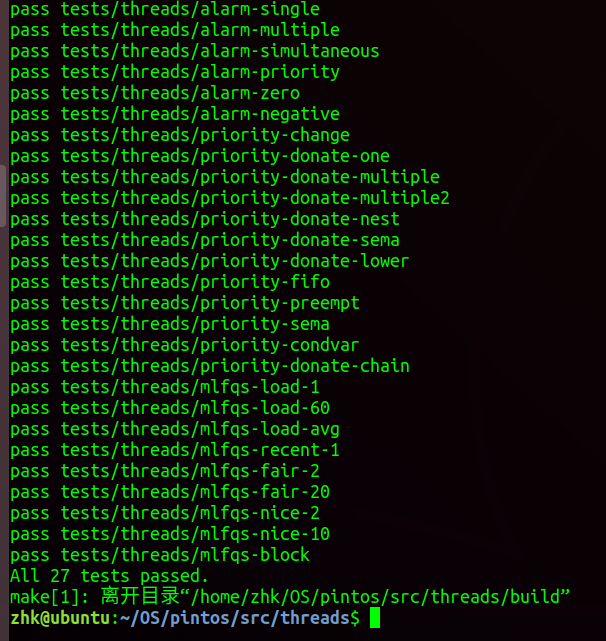 pass tests/threads/alarm-single
pass tests/threads/alarm-multiple
pass tests/threads/alarm-simultaneous
pass tests/threads/alarm-priority
pass tests/threads/alarm-zero
pass tests/threads/alarm-negative
pass tests/threads/priority-change
pass tests/threads/priority-donate-one
pass tests/threads/priority-donate-multiple
pass tests/threads/priority-donate-multiple2
pass tests/threads/priority-donate-nest
pass tests/threads/priority-donate-sema
pass tests/threads/priority-donate-lower
pass tests/threads/priority-fifo
pass tests/threads/priority-preempt
pass tests/threads/priority-sema
pass tests/threads/priority-condvar
pass tests/threads/priority-donate-chain
pass tests/threads/mlfqs-load-1
pass tests/threads/mlfqs-load-60
pass tests/threads/mlfqs-load-avg
pass tests/threads/mlfqs-recent-1
pass tests/threads/mlfqs-fair-2
pass tests/threads/mlfqs-fair-20
pass tests/threads/mlfqs-nice-2
pass tests/threads/mlfqs-nice-10
pass tests/threads/mlfqs-block
All 27 tests passed.
make[1]: 离开目录“/home/zhk/OS/pintos/src/threads/build”
zhk@ubuntu:~/OS/pintos/src/threads$